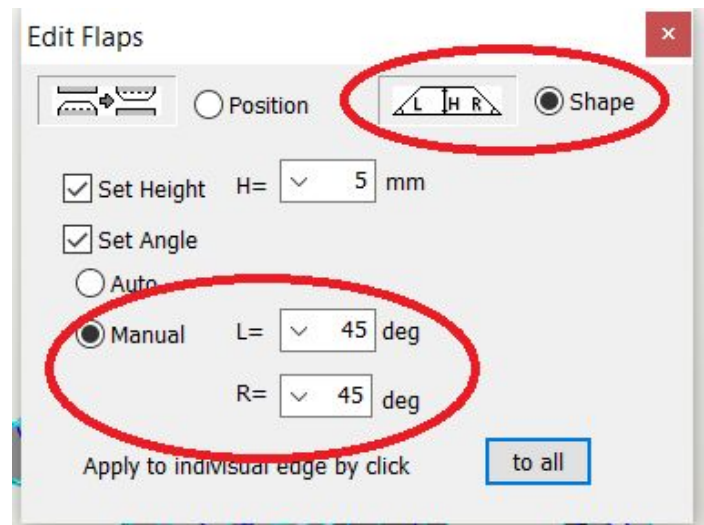 Edit Flaps
Position L H R Shape
Set Height H= 5 mm
Set Angle
Auto
Manual L= 45 deg
R= 45 deg
Apply to indivisual edge by click to all